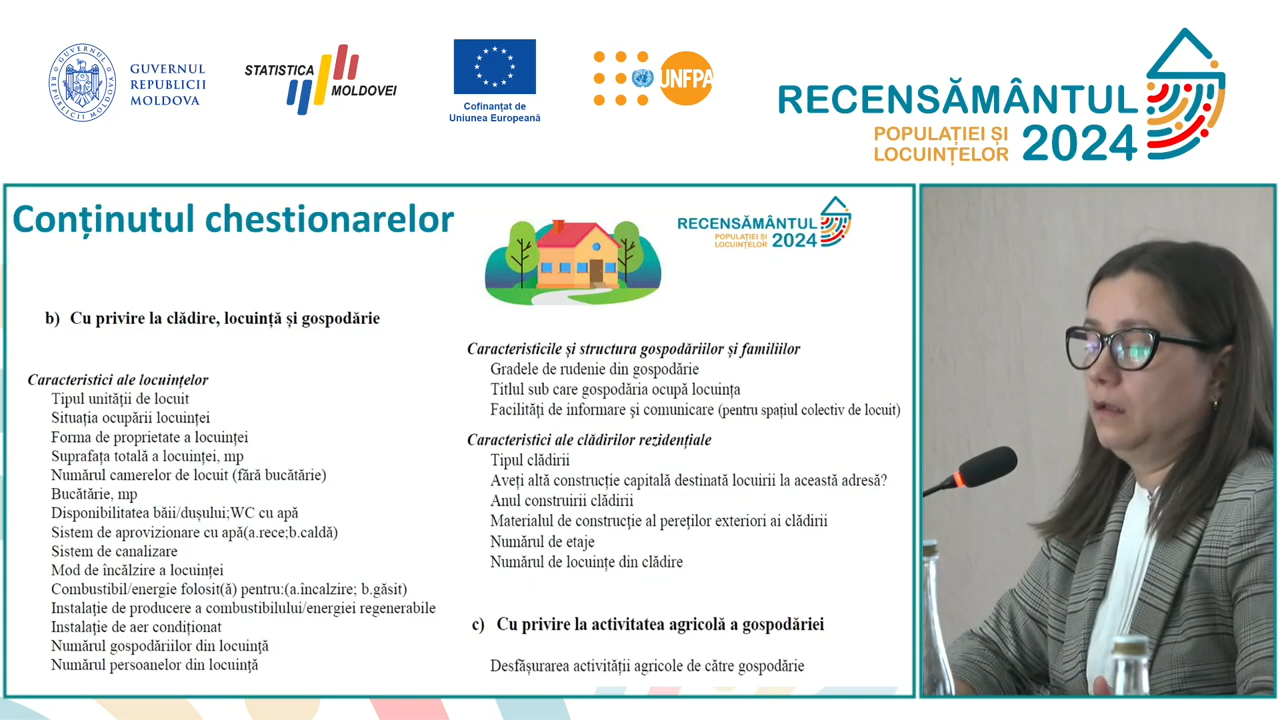 GUVERNUL
REPUBLICII
MOLDOVA
STATISTICA
MOLDOVEI
Cofinanțat de
Uniunea Europeană
UNFPA
RECENSĂMÂNTUL
POPULAȚIEI ȘI
LOCUINȚELOR
2024
Conținutul chestionarelor
RECENSĂMÂNTUL
POPULAȚIEI ȘI
LOCUINȚELOR
2024
b) Cu privire la clădire, locuință și gospodărie
Caracteristici ale locuințelor
Tipul unității de locuit
Situația ocupării locuinței
Forma de proprietate a locuinței
Suprafața totală a locuinței, mp
Numărul camerelor de locuit (fără bucătărie)
Bucătărie, mp
Disponibilitatea băii/dușului;WC cu apă
Sistem de aprovizionare cu apă(a.rece;b.caldă)
Sistem de canalizare
Mod de încălzire a locuinței
Combustibil/energie folosit(ă) pentru:(a.încalzire; b.găsit)
Instalație de producere a combustibilului/energiei regenerabile
Instalație de aer condiționat
Numărul gospodăriilor din locuință
Numărul persoanelor din locuință
Caracteristicile și structura gospodăriilor și familiilor
Gradele de rudenie din gospodărie
Titlul sub care gospodăria ocupă locuința
Facilități de informare și comunicare (pentru spațiul colectiv de locuit)
Caracteristici ale clădirilor rezidențiale
Tipul clădirii
Aveți altă construcție capitală destinată locuirii la această adresă?
Anul construirii clădirii
Materialul de construcție al pereților exteriori ai clădirii
Numărul de etaje
Numărul de locuințe din clădire
c) Cu privire la activitatea agricolă a gospodăriei
Desfășurarea activității agricole de către gospodărie